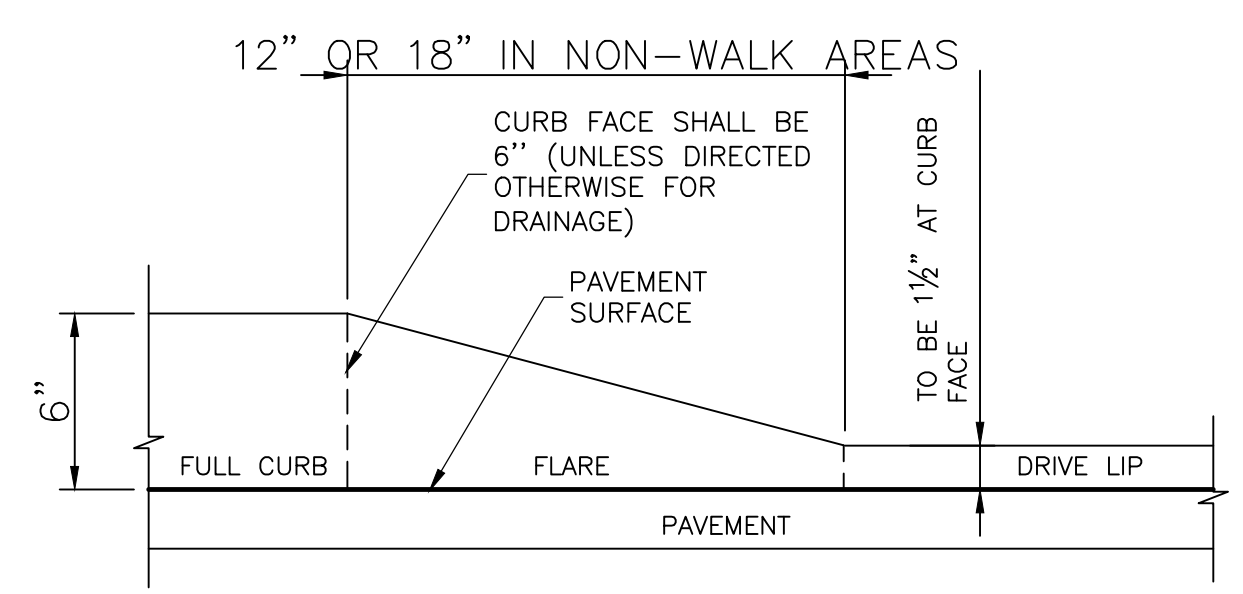 12” OR 18” IN NON-WALK AREAS
CURB FACE SHALL BE
6'' (UNLESS DIRECTED
OTHERWISE FOR
DRAINAGE)
PAVEMENT
SURFACE
TO BE 1½” AT CURB
FACE
6”
FULL CURB
FLARE
DRIVE LIP
PAVEMENT